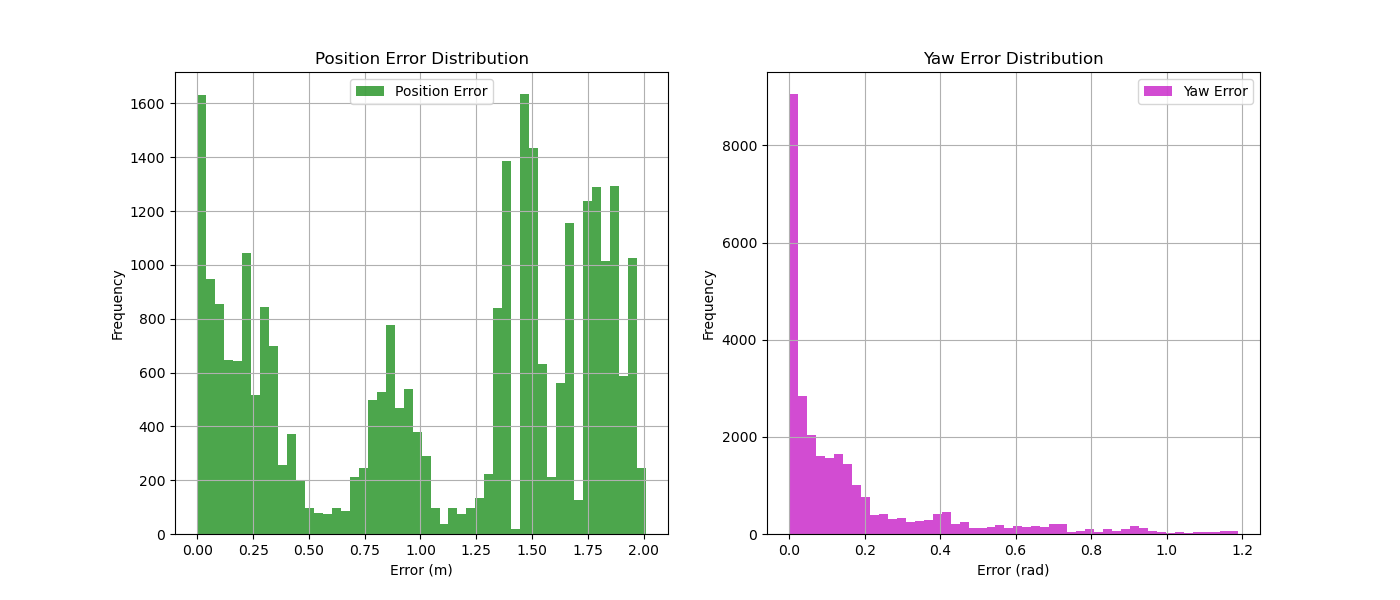 Position Error Distribution
Position Error
Frequency
1600
1400
1200
1000
800
600
400
200
0
0.00 0.25 0.50 0.75 1.00 1.25 1.50 1.75 2.00
Error (m)
Yaw Error Distribution
Yaw Error
Frequency
8000
6000
4000
2000
0
0.0 0.2 0.4 0.6 0.8 1.0 1.2
Error (rad)